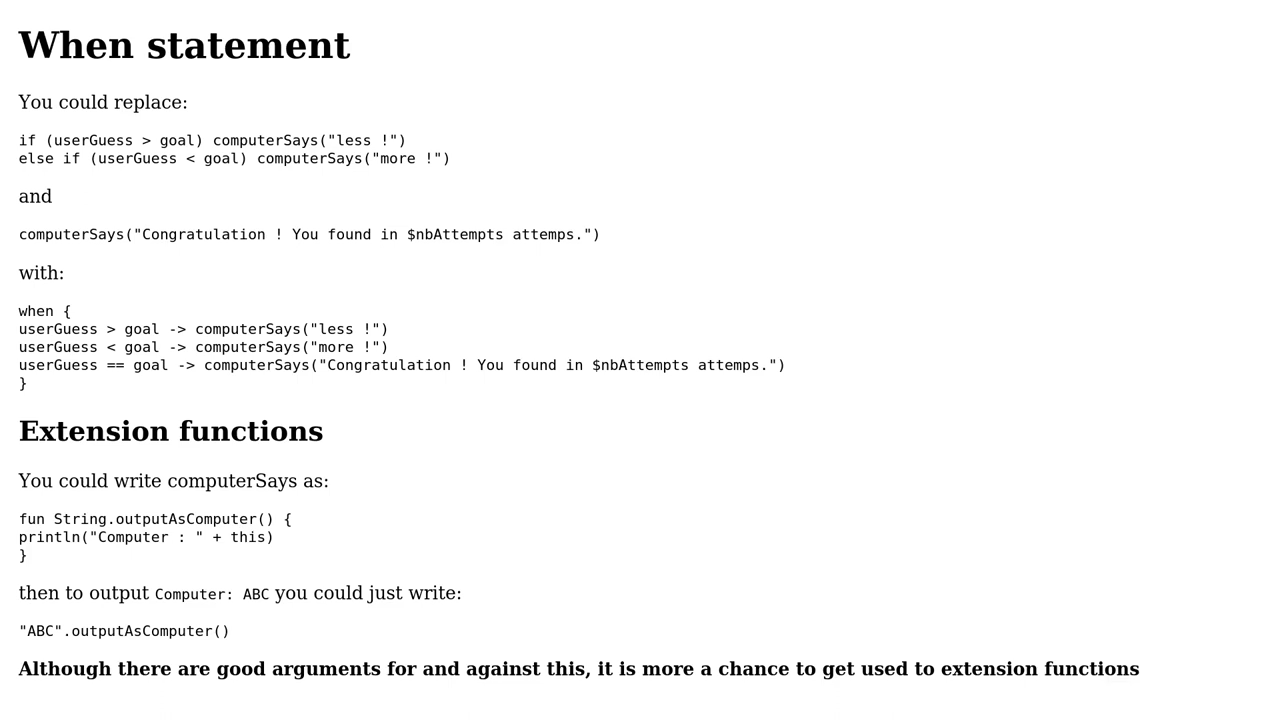 When statement
You could replace:
if (userGuess > goal) computerSays("less !")
else if (userGuess < goal) computerSays("more !")
and
computerSays("Congratulation ! You found in $nbAttempts attemps.")
with:
when {
userGuess > goal -> computerSays("less !")
userGuess < goal -> computerSays("more !")
userGuess == goal -> computerSays("Congratulation ! You found in $nbAttempts attemps.")
}
Extension functions
You could write computerSays as:
fun String.outputAsComputer() {
println("Computer : " + this)
}
then to output Computer: ABC you could just write:
"ABC".outputAsComputer()
Although there are good arguments for and against this, it is more a chance to get used to extension functions